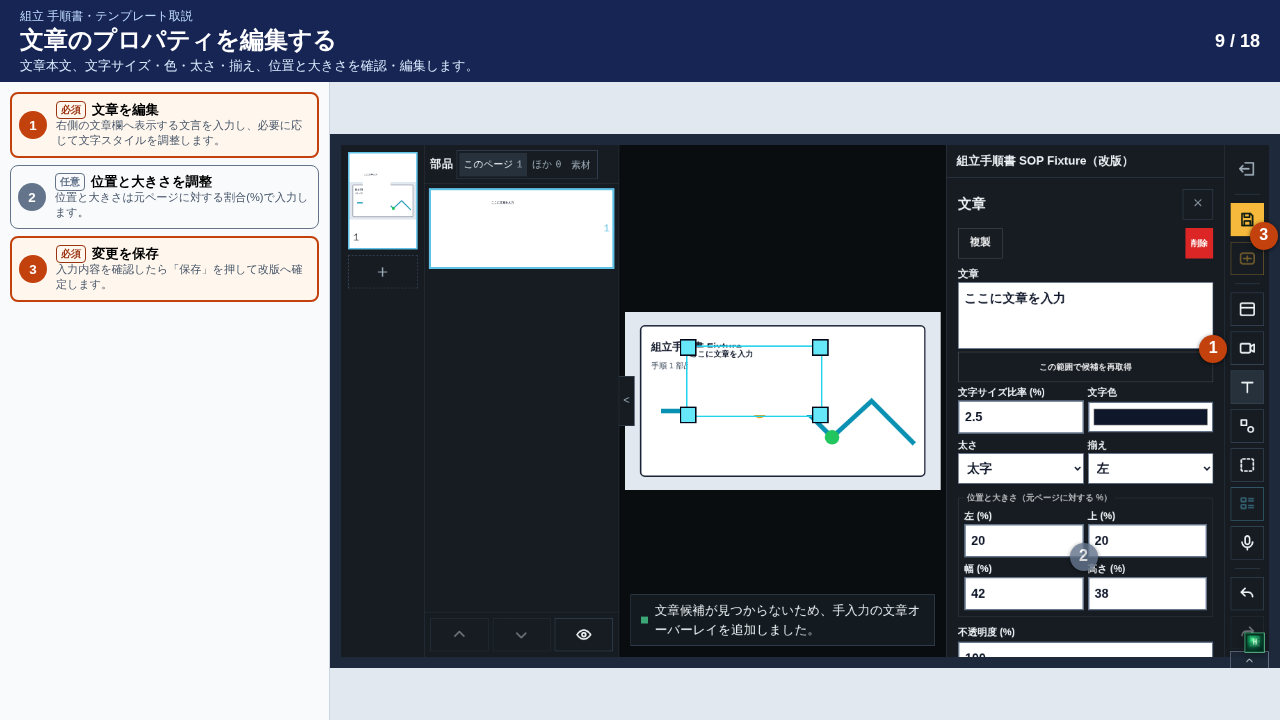 組立 手順書・テンプレート取説
文章のプロパティを編集する
文章本文、文字サイズ・色・太さ・揃え、位置と大きさを確認・編集します。
9 / 18
1
必須 文章を編集
右側の文章欄へ表示する文言を入力し、必要に応
じて文字スタイルを調整します。
2
任意 位置と大きさを調整
位置と大きさは元ページに対する割合(%)で入力し
ます。
3
必須 変更を保存
入力内容を確認したら「保存」を押して改版へ確
定します。
1
+
部品 このページ 1 ほか 0 素材
ここに文章を入力
1
組立手
ここに文章を入力
手順 1 部
<
文章候補が見つからないため、手入力の文章オ
ーバーレイを追加しました。
組立手順書 SOP Fixture（改版）
文章
×
複製
削除
文章
ここに文章を入力
この範囲で候補を再取得
文字サイズ比率 (%)
文字色
2.5
太さ
揃え
太字
左
位置と大きさ（元ページに対する %）
左 (%)
上 (%)
20
20
幅 (%)
高さ (%)
42
38
不透明度 (%)
100
3
1
2